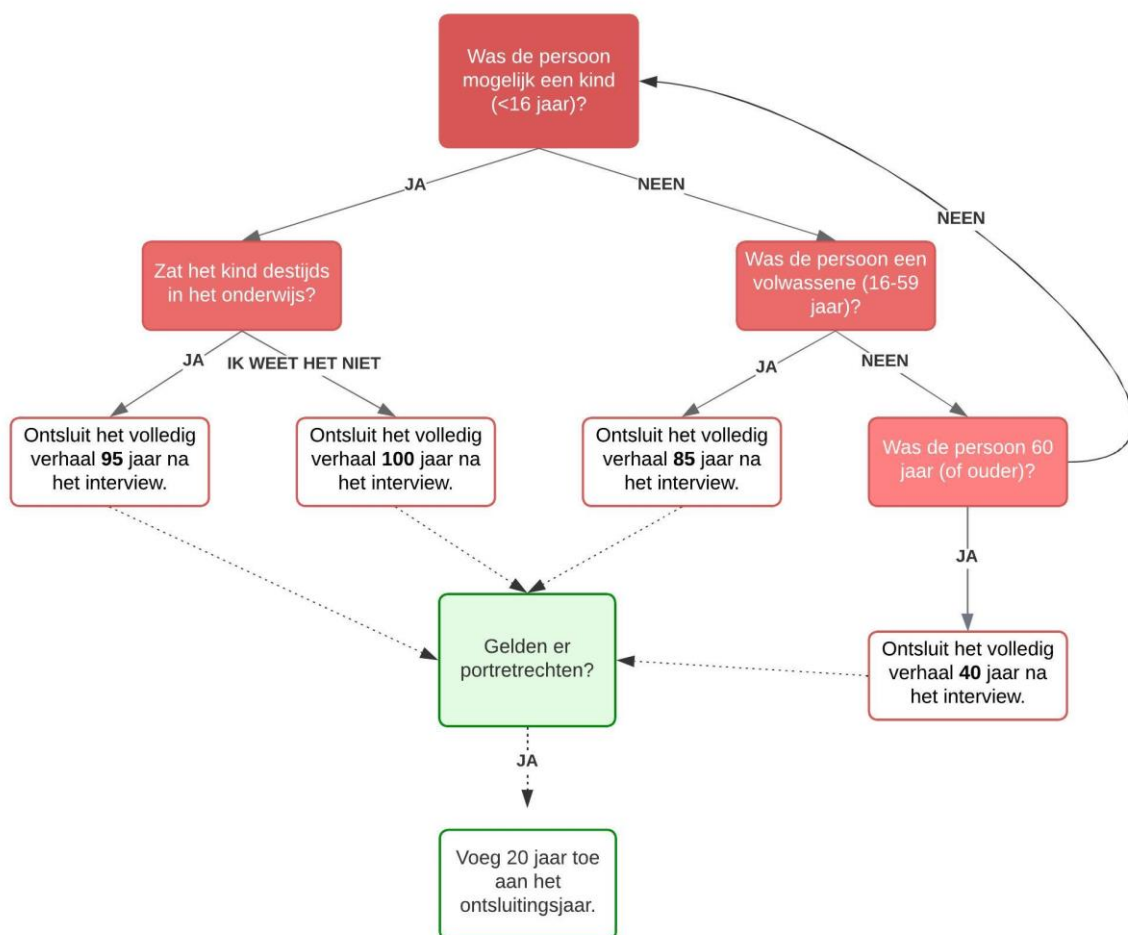 Was de persoon
mogelijk een kind
(<16 jaar)?
JA
NEEN
NEEN
Zat het kind destijds
in het onderwijs?
Was de persoon een
volwassene (16-59
jaar)?
JA
IK WEET HET NIET
JA
NEEN
Ontsluit het volledig
verhaal 95 jaar na
het interview.
Ontsluit het volledig
verhaal 100 jaar na
het interview.
Ontsluit het volledig
verhaal 85 jaar na
het interview.
Was de persoon 60
jaar (of ouder)?
JA
Gelden er
portretrechten?
Ontsluit het volledig
verhaal 40 jaar na
het interview.
JA
Voeg 20 jaar toe
aan het
ontsluitingsjaar.